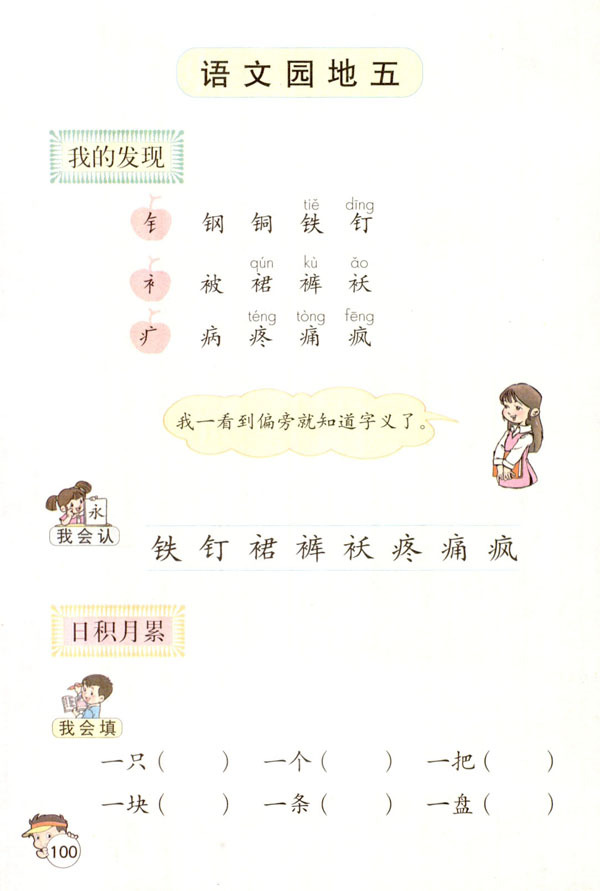 语文园地五
我的发现
tiě dīng
钅 钢 铜 铁 钉
qún kù ǎo
衤 被 裙 裤 袄
téng tòng fēng
疒 病 疼 痛 疯
我一看到偏旁就知道字义了。
永
我会认
铁 钉 裙 裤 袄 疼 痛 疯
日积月累
我会填
一只（ ） 一个（ ） 一把（ ）
一块（ ） 一条（ ） 一盘（ ）
100